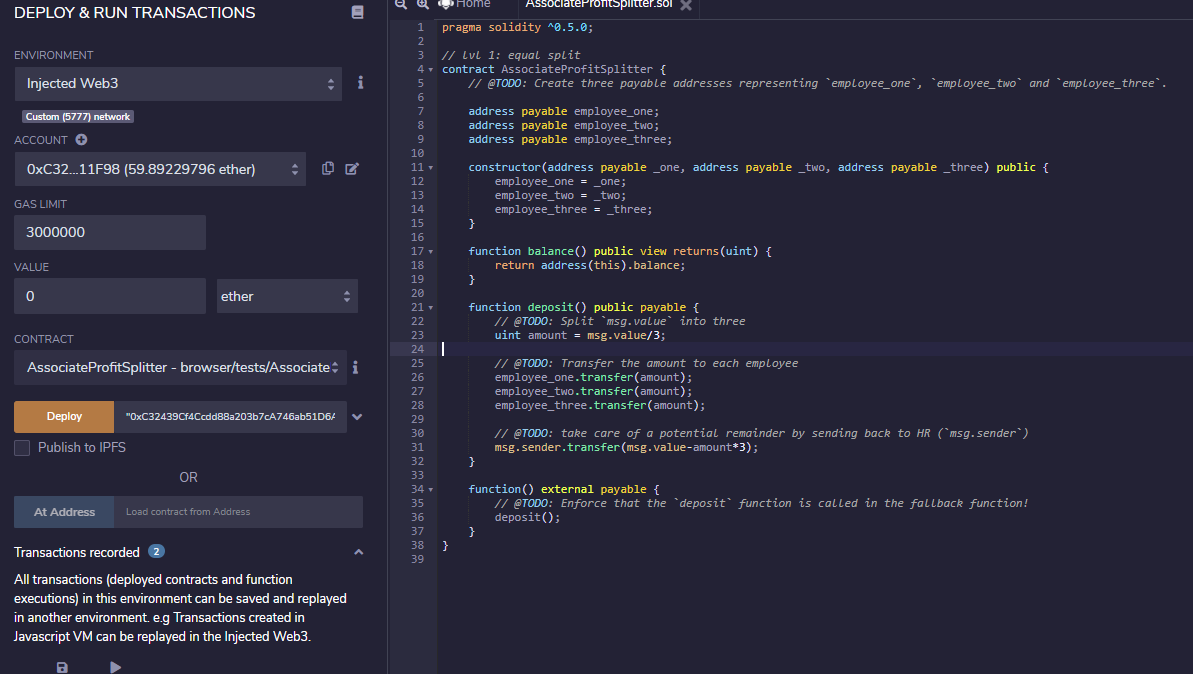 DEPLOY & RUN TRANSACTIONS
ENVIRONMENT
Injected Web3
Custom (5777) network
ACCOUNT
0xC32...11F98 (59.89229796 ether)
GAS LIMIT
3000000
VALUE
0
ether
CONTRACT
AssociateProfitSplitter - browser/tests/Associate
Deploy
"0xC32439Cf4Ccdd88a203b7cA746ab51D6A
Publish to IPFS
OR
At Address
Load contract from Address
Transactions recorded 2
All transactions (deployed contracts and function
executions) in this environment can be saved and replayed
in another environment. e.g Transactions created in
Javascript VM can be replayed in the Injected Web3.
Home
AssociateProfitSplitter.sol
1 pragma solidity ^0.5.0;
2
3 // lvl 1: equal split
4 contract AssociateProfitSplitter {
5 // @TODO: Create three payable addresses representing `employee_one`, `employee_two` and `employee_three`.
6
7 address payable employee_one;
8 address payable employee_two;
9 address payable employee_three;
10
11 constructor(address payable _one, address payable _two, address payable _three) public {
12 employee_one = _one;
13 employee_two = _two;
14 employee_three = _three;
15 }
16
17 function balance() public view returns(uint) {
18 return address(this).balance;
19 }
20
21 function deposit() public payable {
22 // @TODO: Split `msg.value` into three
23 uint amount = msg.value/3;
24
25 // @TODO: Transfer the amount to each employee
26 employee_one.transfer(amount);
27 employee_two.transfer(amount);
28 employee_three.transfer(amount);
29
30 // @TODO: take care of a potential remainder by sending back to HR (`msg.sender`)
31 msg.sender.transfer(msg.value-amount*3);
32 }
33
34 function() external payable {
35 // @TODO: Enforce that the `deposit` function is called in the fallback function!
36 deposit();
37 }
38 }
39